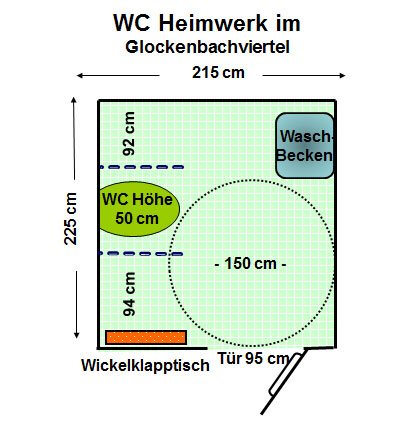 WC Heimwerk im
Glockenbachviertel
215 cm
92 cm
Wasch-
Becken
WC Höhe
50 cm
225 cm
- 150 cm -
94 cm
Wickelklapptisch
Tür 95 cm